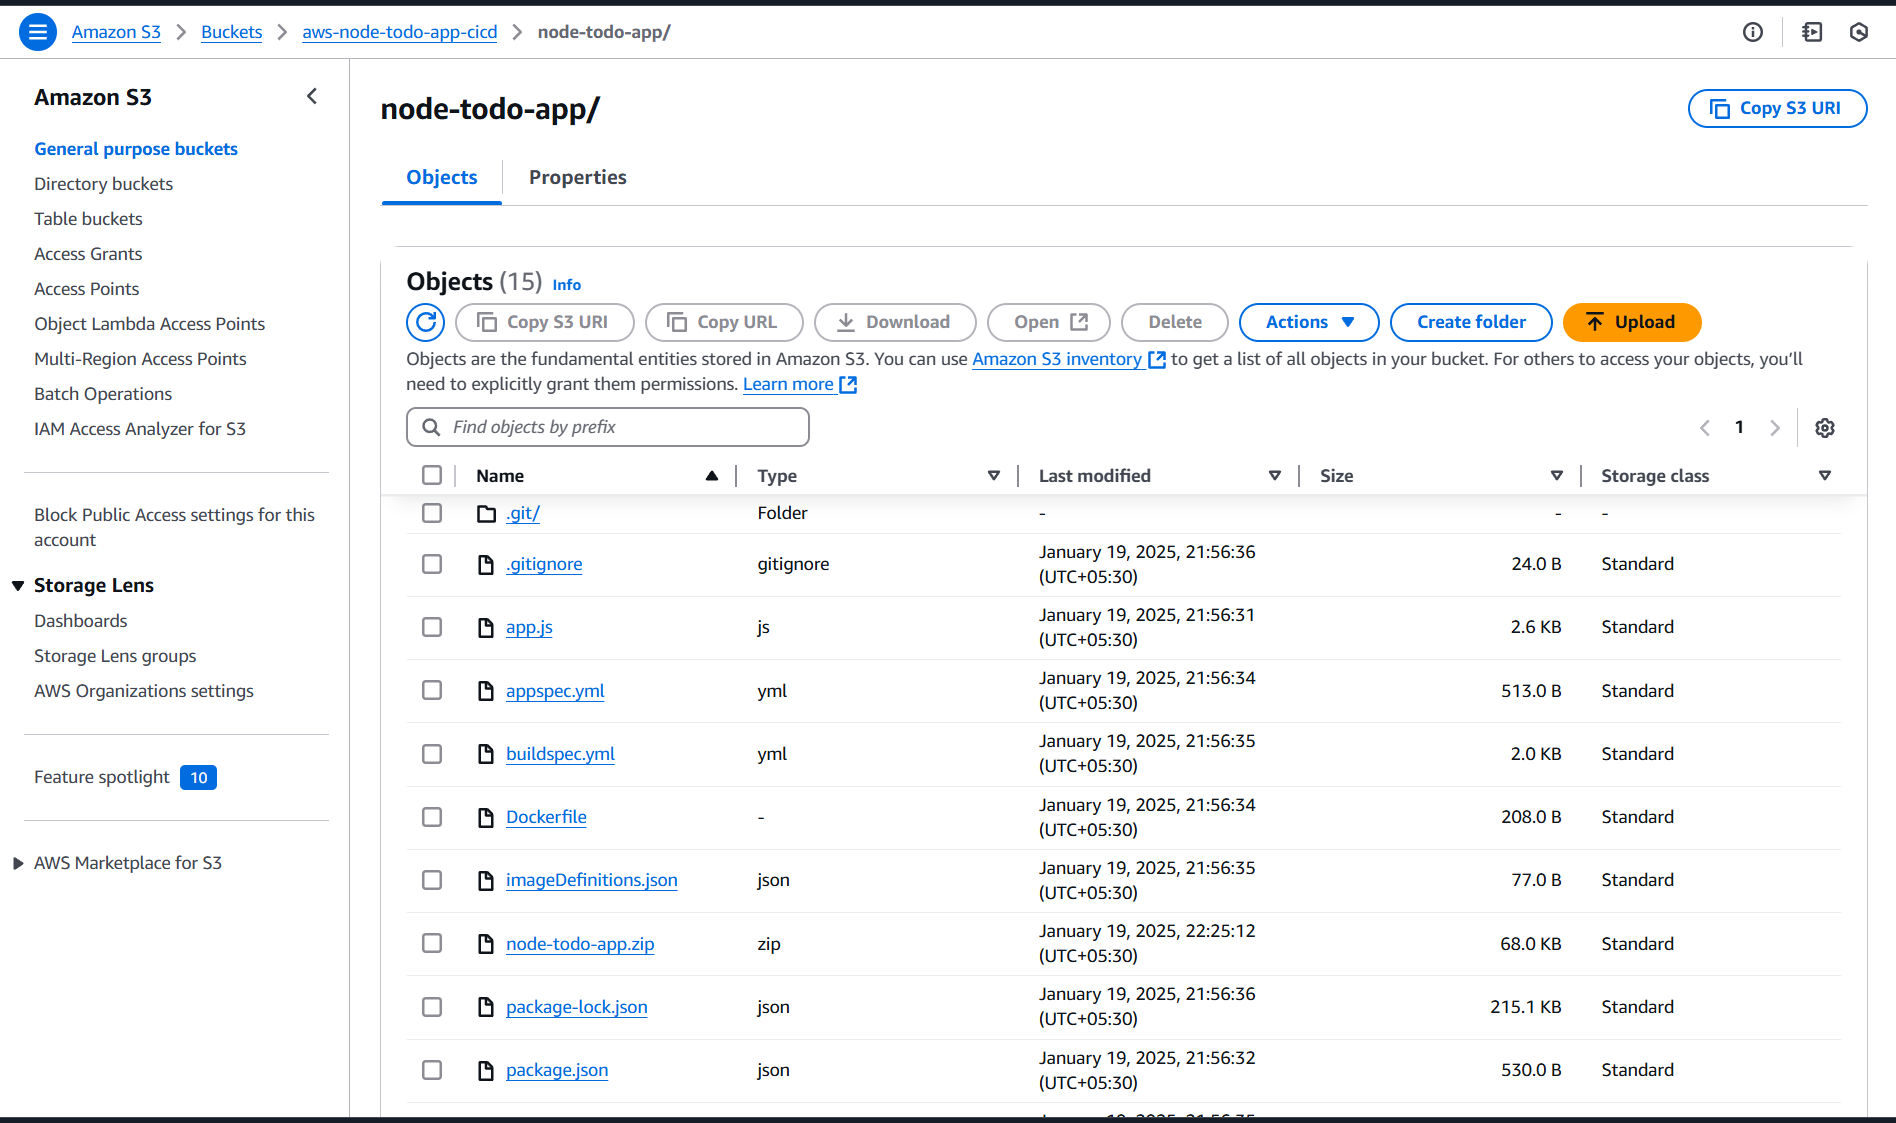 Amazon S3 > Buckets > aws-node-todo-app-cicd > node-todo-app/
Amazon S3
General purpose buckets
Directory buckets
Table buckets
Access Grants
Access Points
Object Lambda Access Points
Multi-Region Access Points
Batch Operations
IAM Access Analyzer for S3
Block Public Access settings for this
account
Storage Lens
Dashboards
Storage Lens groups
AWS Organizations settings
Feature spotlight 10
AWS Marketplace for S3
node-todo-app/
Copy S3 URI
Objects Properties
Objects (15) Info
Copy S3 URI Copy URL Download Open Delete Actions Create folder Upload
Objects are the fundamental entities stored in Amazon S3. You can use Amazon S3 inventory to get a list of all objects in your bucket. For others to access your objects, you'll
need to explicitly grant them permissions. Learn more
Find objects by prefix
1
Name Type Last modified Size Storage class
.git/ Folder - - -
.gitignore gitignore January 19, 2025, 21:56:36 (UTC+05:30) 24.0 B Standard
app.js js January 19, 2025, 21:56:31 (UTC+05:30) 2.6 KB Standard
appspec.yml yml January 19, 2025, 21:56:34 (UTC+05:30) 513.0 B Standard
buildspec.yml yml January 19, 2025, 21:56:35 (UTC+05:30) 2.0 KB Standard
Dockerfile - January 19, 2025, 21:56:34 (UTC+05:30) 208.0 B Standard
imageDefinitions.json json January 19, 2025, 21:56:35 (UTC+05:30) 77.0 B Standard
node-todo-app.zip zip January 19, 2025, 22:25:12 (UTC+05:30) 68.0 KB Standard
package-lock.json json January 19, 2025, 21:56:36 (UTC+05:30) 215.1 KB Standard
package.json json January 19, 2025, 21:56:32 (UTC+05:30) 530.0 B Standard